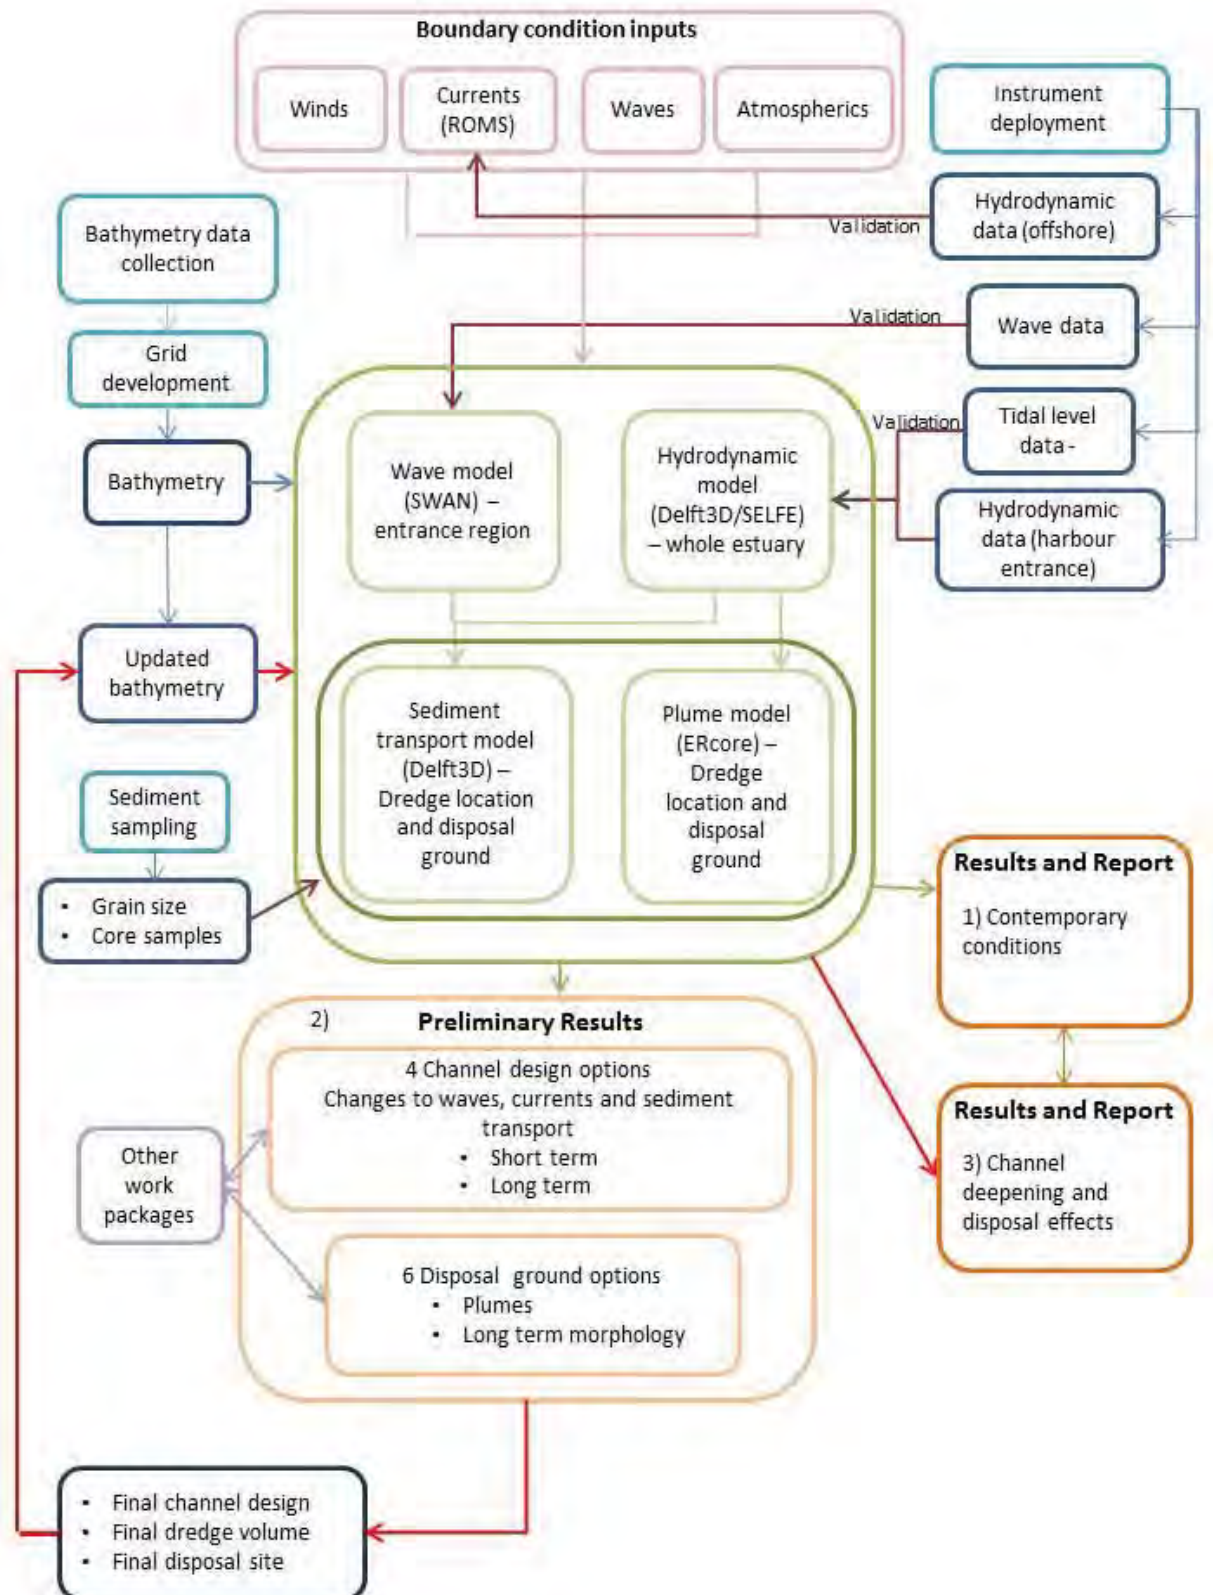 Boundary condition inputs
Winds
Currents
(ROMS)
Waves
Atmospherics
Instrument
deployment
Hydrodynamic
data (offshore)
Validation
Bathymetry data
collection
Wave data
Validation
Grid
development
Tidal level
data -
Validation
Bathymetry
Wave model
(SWAN) –
entrance region
Hydrodynamic
model
(Delft3D/SELFE)
– whole estuary
Hydrodynamic
data (harbour
entrance)
Updated
bathymetry
Sediment
transport model
(Delft3D) –
Dredge location
and disposal
ground
Plume model
(ERcore) –
Dredge
location and
disposal
ground
Sediment
sampling
• Grain size
• Core samples
Results and Report
1) Contemporary
conditions
2) Preliminary Results
4 Channel design options
Changes to waves, currents and sediment
transport
• Short term
• Long term
Other
work
packages
Results and Report
3) Channel
deepening and
disposal effects
6 Disposal ground options
• Plumes
• Long term morphology
• Final channel design
• Final dredge volume
• Final disposal site